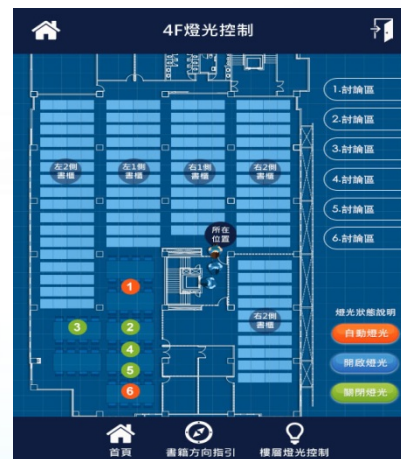 4F燈光控制
1.討論區
2.討論區
3.討論區
4.討論區
5.討論區
6.討論區
左2側
書櫃
左1側
書櫃
右1側
書櫃
右2側
書櫃
所在
位置
1
3
2
4
5
6
右2側
書櫃
燈光狀態說明
自動燈光
開啟燈光
關閉燈光
首頁
書籍方向指引
樓層燈光控制